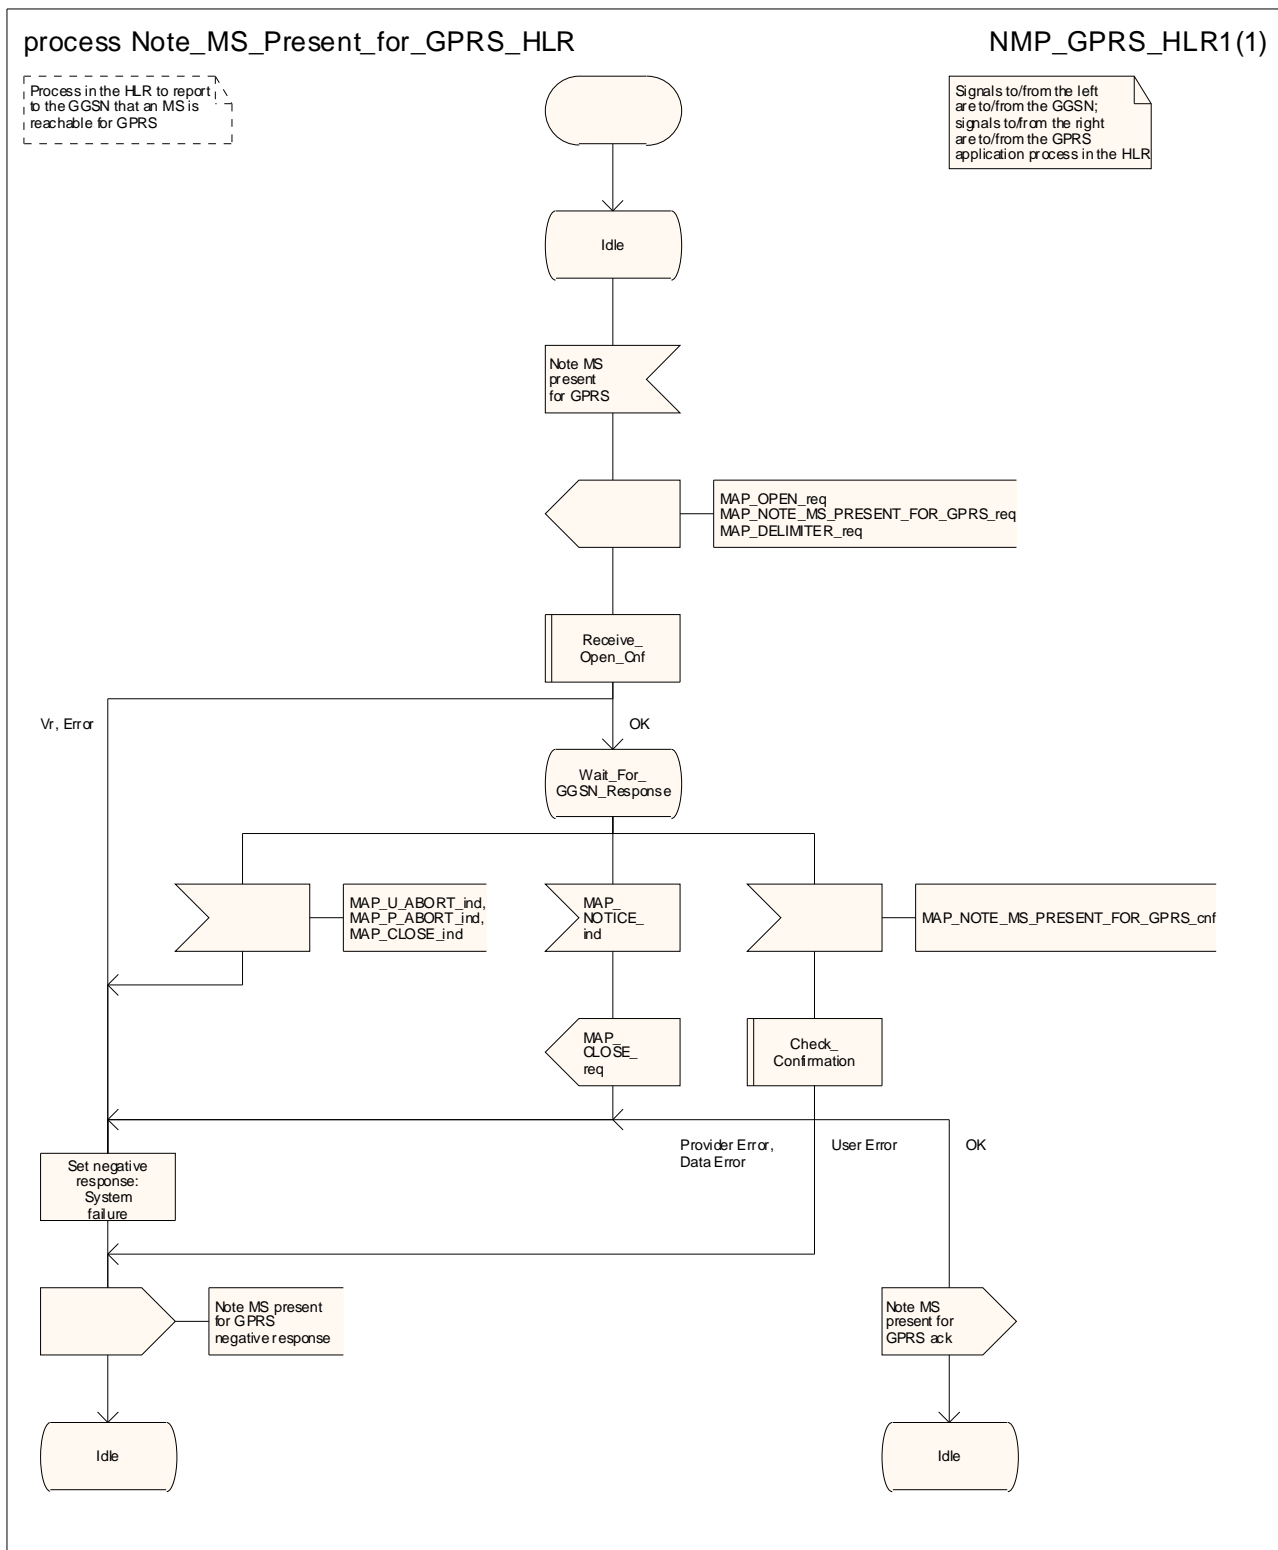 process Note_MS_Present_for_GPRS_HLR
NMP_GPRS_HLR1(1)
Process in the HLR to report
to the GGSN that an MS is
reachable for GPRS
Signals to/from the left
are to/from the GGSN;
signals to/from the right
are to/from the GPRS
application process in the HLR
Idle
Note MS
present
for GPRS
MAP_OPEN_req
MAP_NOTE_MS_PRESENT_FOR_GPRS_req
MAP_DELIMITER_req
Receive_
Open_Cnf
Vr, Error
OK
Wait_For_
GGSN_Response
MAP_U_ABORT_ind,
MAP_P_ABORT_ind,
MAP_CLOSE_ind
MAP_
NOTICE_
ind
MAP_NOTE_MS_PRESENT_FOR_GPRS_cnf
MAP_
CLOSE_
req
Check_
Confirmation
Provider Error,
Data Error
User Error
OK
Set negative
response:
System
failure
Note MS present
for GPRS
negative response
Note MS
present for
GPRS ack
Idle
Idle